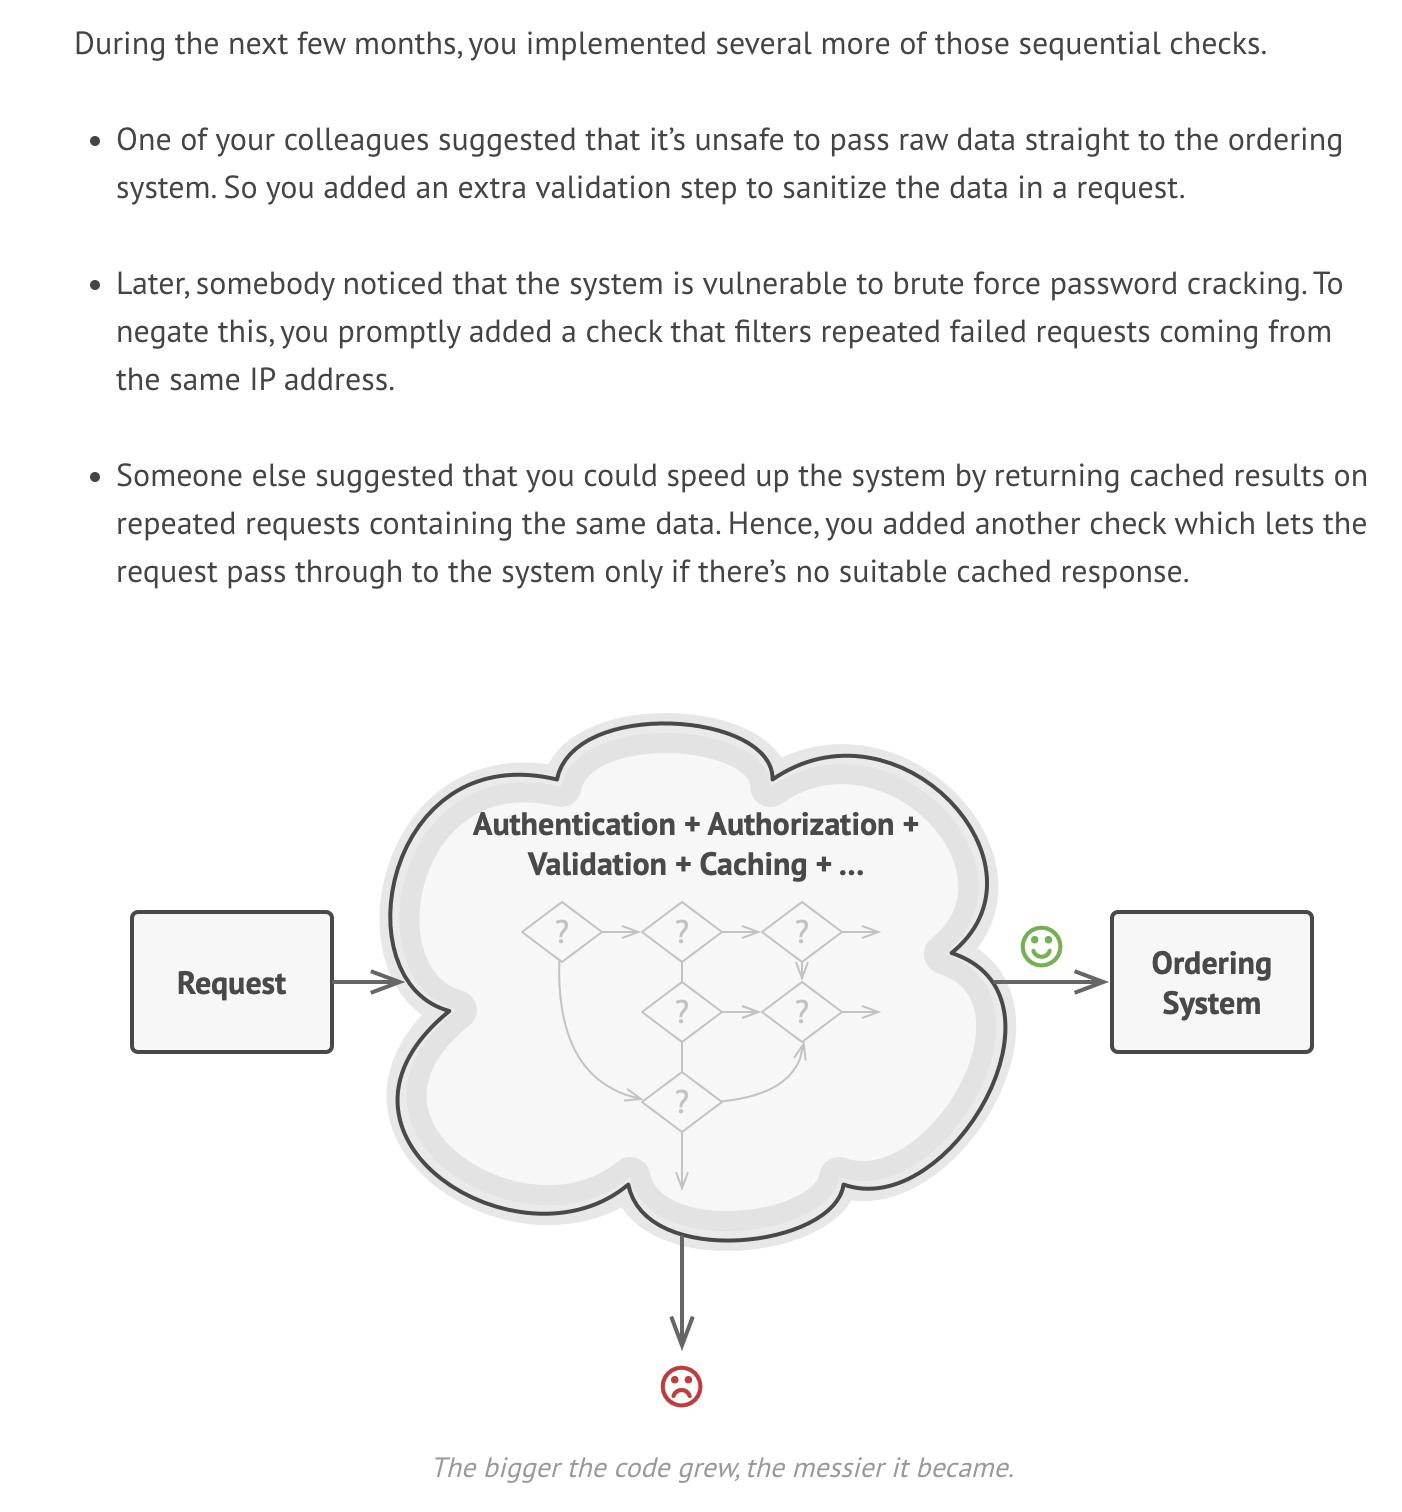 During the next few months, you implemented several more of those sequential checks.
• One of your colleagues suggested that it’s unsafe to pass raw data straight to the ordering
system. So you added an extra validation step to sanitize the data in a request.
• Later, somebody noticed that the system is vulnerable to brute force password cracking. To
negate this, you promptly added a check that filters repeated failed requests coming from
the same IP address.
• Someone else suggested that you could speed up the system by returning cached results on
repeated requests containing the same data. Hence, you added another check which lets the
request pass through to the system only if there’s no suitable cached response.
Authentication + Authorization +
Validation + Caching + ...
? ? ?
Request
Ordering
System
? ?
?
The bigger the code grew, the messier it became.